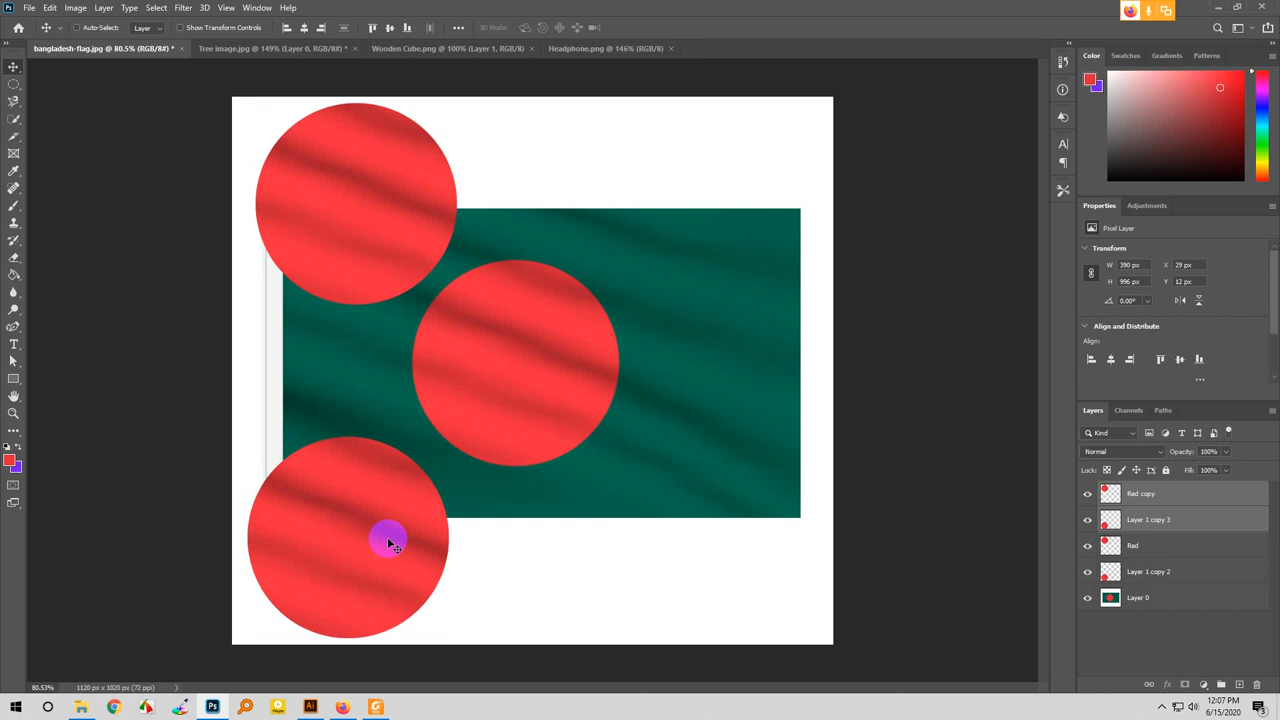 Ps File Edit Image Layer Type Select Filter 3D View Window Help
Auto-Select: Layer Show Transform Controls 3D Mode:
bangladesh-flag.jpg @ 80.5% (RGB/8#) * × Tree image.jpg @ 149% (Layer 0, RGB/8#) * × Wooden Cube.png @ 100% (Layer 1, RGB/8) × Headphone.png @ 146% (RGB/8) ×
Color Swatches Gradients Patterns
Properties Adjustments
Pixel Layer
Transform
W 390 px X 29 px
H 996 px Y 12 px
0.00°
Align and Distribute
Align:
Layers Channels Paths
Kind
Normal Opacity: 100%
Lock: Fill: 100%
Red copy
Layer 1 copy 3
Red
Layer 1 copy 2
Layer 0
80.53% 1120 px x 1020 px (72 ppi)
12:07 PM
6/15/2020